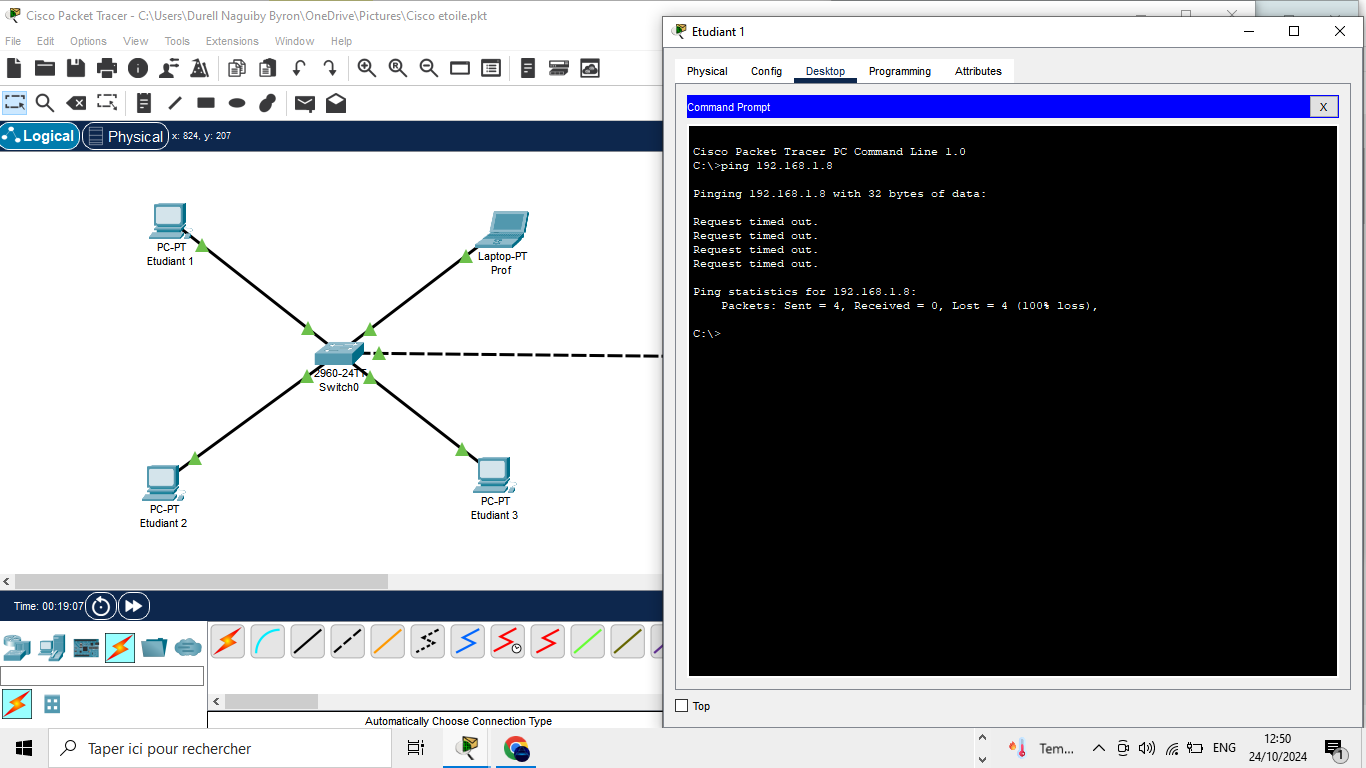 Cisco Packet Tracer - C:\Users\Durell Naguiby Byron\OneDrive\Pictures\Cisco etoile.pkt
File Edit Options View Tools Extensions Window Help
Logical Physical x: 824, y: 207
PC-PT
Etudiant 1
Laptop-PT
Prof
2960-24TT
Switch0
PC-PT
Etudiant 2
PC-PT
Etudiant 3
Time: 00:19:07
Automatically Choose Connection Type
Etudiant 1
Physical Config Desktop Programming Attributes
Command Prompt
X
Cisco Packet Tracer PC Command Line 1.0
C:\>ping 192.168.1.8
Pinging 192.168.1.8 with 32 bytes of data:
Request timed out.
Request timed out.
Request timed out.
Request timed out.
Ping statistics for 192.168.1.8:
Packets: Sent = 4, Received = 0, Lost = 4 (100% loss),
C:\>
Top
Taper ici pour rechercher
Tem...
ENG
12:50
24/10/2024
1